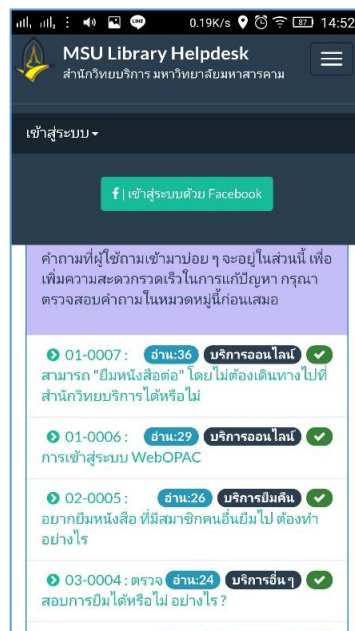 0.19K/s 87 14:52
MSU Library Helpdesk
สำนักวิทยบริการ มหาวิทยาลัยมหาสารคาม
เข้าสู่ระบบ
f | เข้าสู่ระบบด้วย Facebook
คำถามที่ผู้ใช้ถามเข้ามาบ่อย ๆ จะอยู่ในส่วนนี้ เพื่อ
เพิ่มความสะดวกรวดเร็วในการแก้ปัญหา กรุณา
ตรวจสอบคำถามในหมวดหมู่นี้ก่อนเสมอ
01-0007 : อ่าน:36 บริการออนไลน์
สามารถ "ยืมหนังสือต่อ" โดยไม่ต้องเดินทางไปที่
สำนักวิทยบริการได้หรือไม่
01-0006 : อ่าน:29 บริการออนไลน์
การเข้าสู่ระบบ WebOPAC
02-0005 : อ่าน:26 บริการยืมคืน
อยากยืมหนังสือ ที่มีสมาชิกคนอื่นยืมไป ต้องทำ
อย่างไร
03-0004 : ตรวจ อ่าน:24 บริการอื่น ๆ
สอบการยืมได้หรือไม่ อย่างไร ?